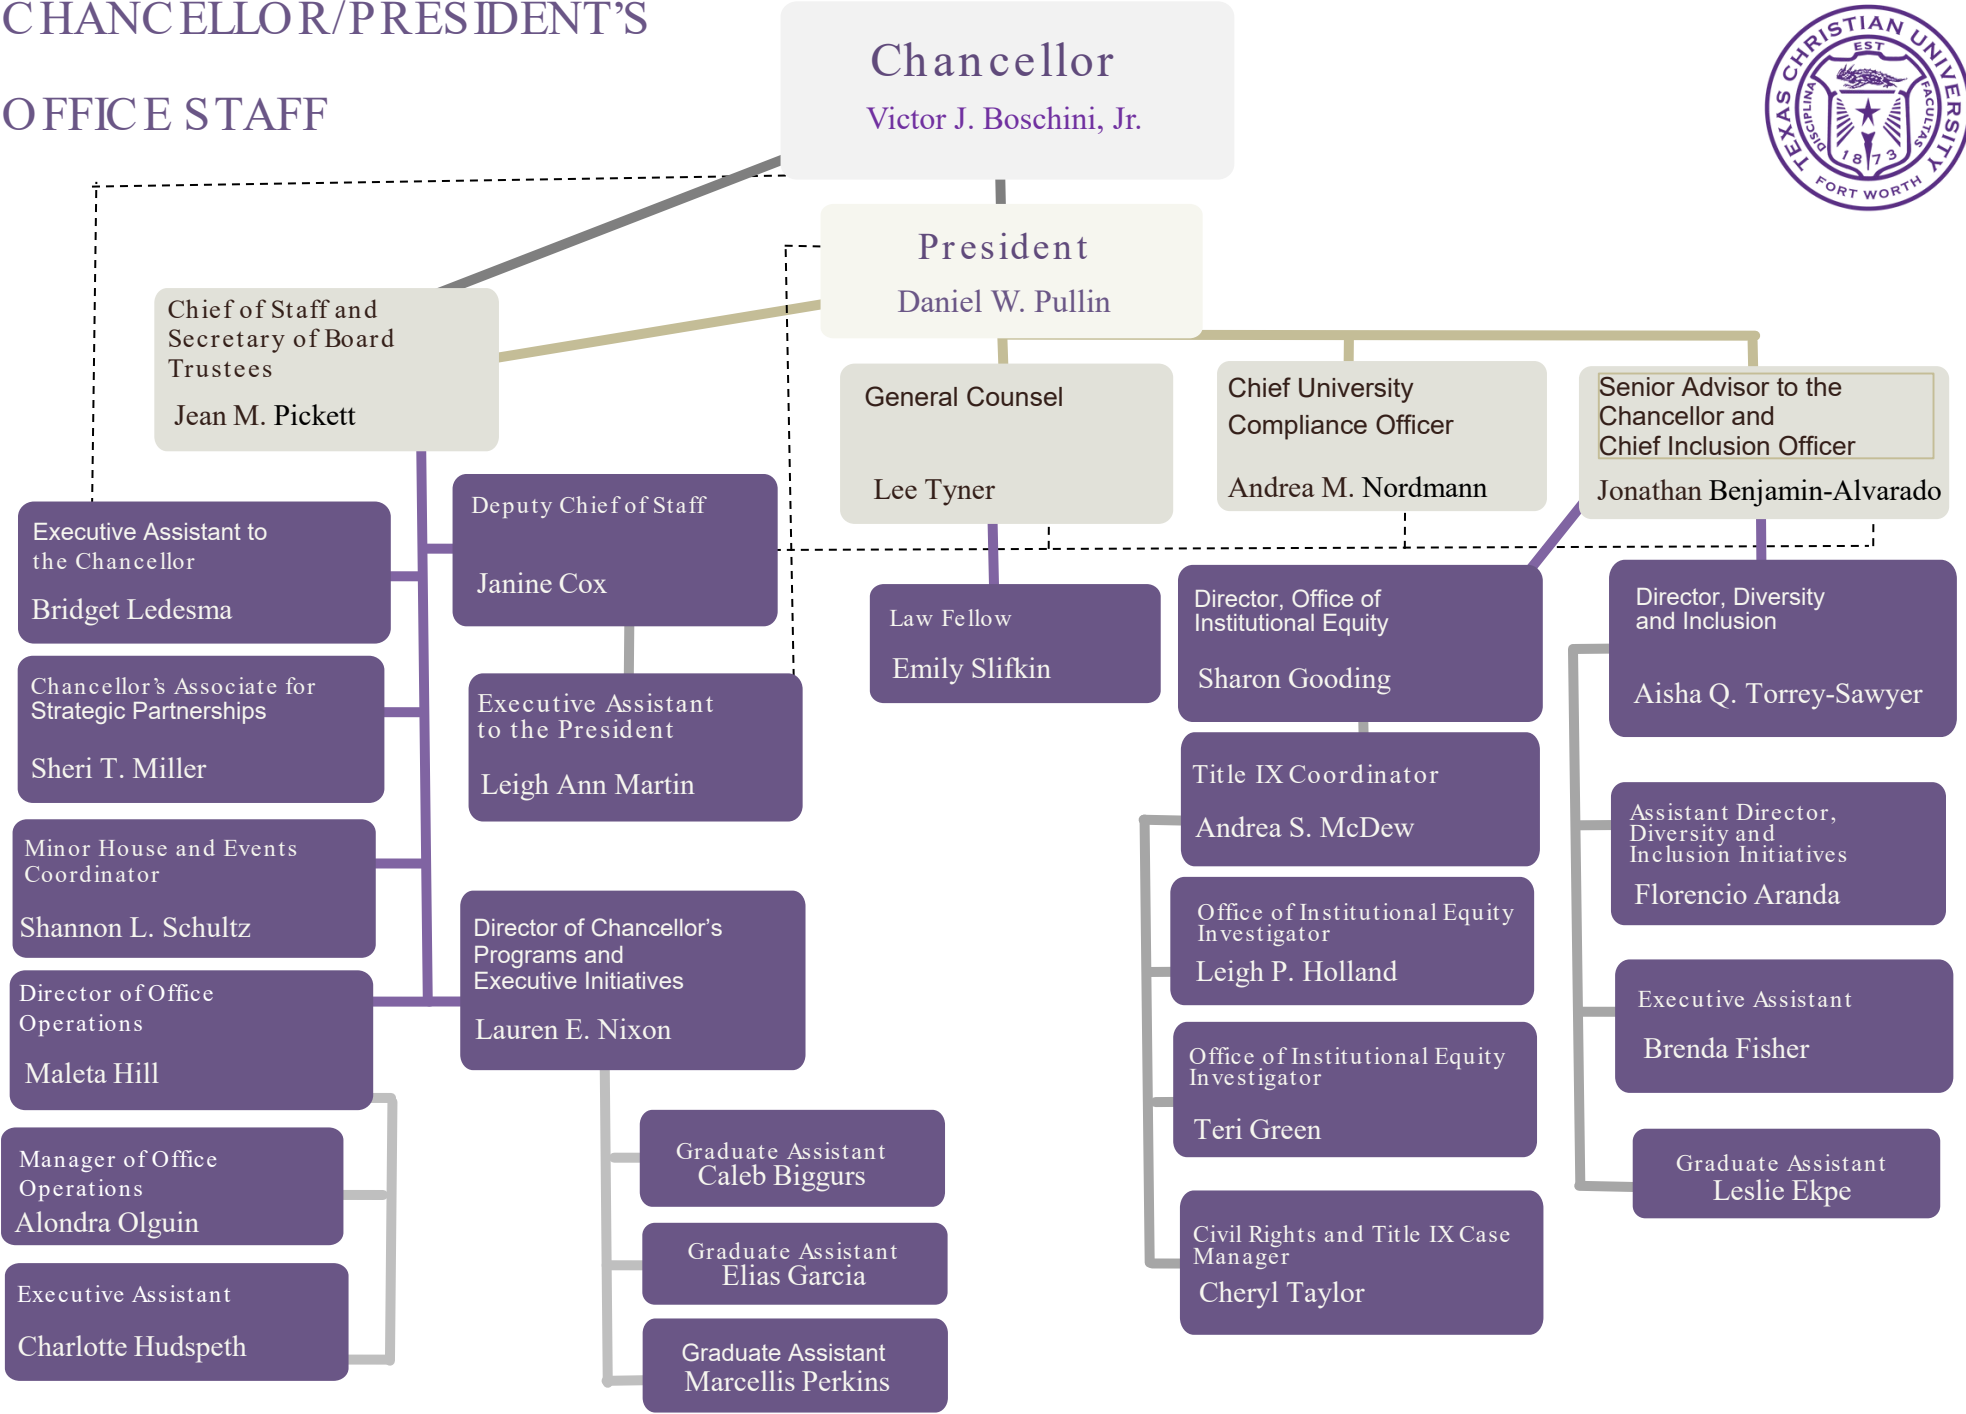 CHANCELLOR/PRESIDENT’S
OFFICE STAFF
Chancellor
Victor J. Boschini, Jr.
TEXAS CHRISTIAN UNIVERSITY
EST
DISCIPLINA
FACULTAS
1873
FORT WORTH
President
Daniel W. Pullin
Chief of Staff and
Secretary of Board
Trustees
Jean M. Pickett
General Counsel
Lee Tyner
Chief University
Compliance Officer
Andrea M. Nordmann
Senior Advisor to the
Chancellor and
Chief Inclusion Officer
Jonathan Benjamin-Alvarado
Executive Assistant to
the Chancellor
Bridget Ledesma
Deputy Chief of Staff
Janine Cox
Chancellor’s Associate for
Strategic Partnerships
Sheri T. Miller
Executive Assistant
to the President
Leigh Ann Martin
Minor House and Events
Coordinator
Shannon L. Schultz
Director of Office
Operations
Maleta Hill
Director of Chancellor’s
Programs and
Executive Initiatives
Lauren E. Nixon
Manager of Office
Operations
Alondra Olguin
Executive Assistant
Charlotte Hudspeth
Graduate Assistant
Caleb Biggurs
Graduate Assistant
Elias Garcia
Graduate Assistant
Marcellis Perkins
Law Fellow
Emily Slifkin
Director, Office of
Institutional Equity
Sharon Gooding
Title IX Coordinator
Andrea S. McDew
Office of Institutional Equity
Investigator
Leigh P. Holland
Office of Institutional Equity
Investigator
Teri Green
Civil Rights and Title IX Case
Manager
Cheryl Taylor
Director, Diversity
and Inclusion
Aisha Q. Torrey-Sawyer
Assistant Director,
Diversity and
Inclusion Initiatives
Florencio Aranda
Executive Assistant
Brenda Fisher
Graduate Assistant
Leslie Ekpe